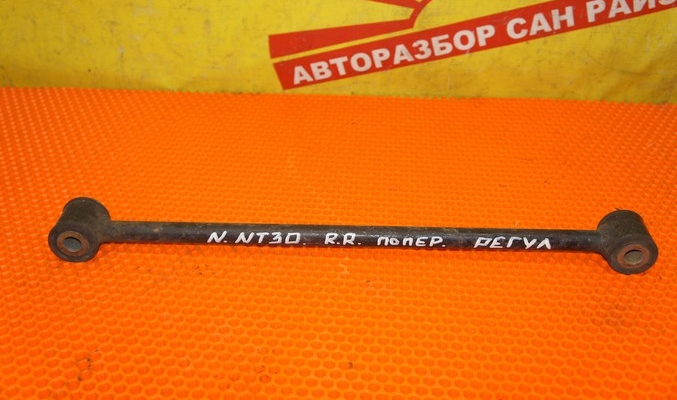 АВТОРАЗБОР САН РАЙЗ
N. NT30. R.R. попер. РЕГУЛ